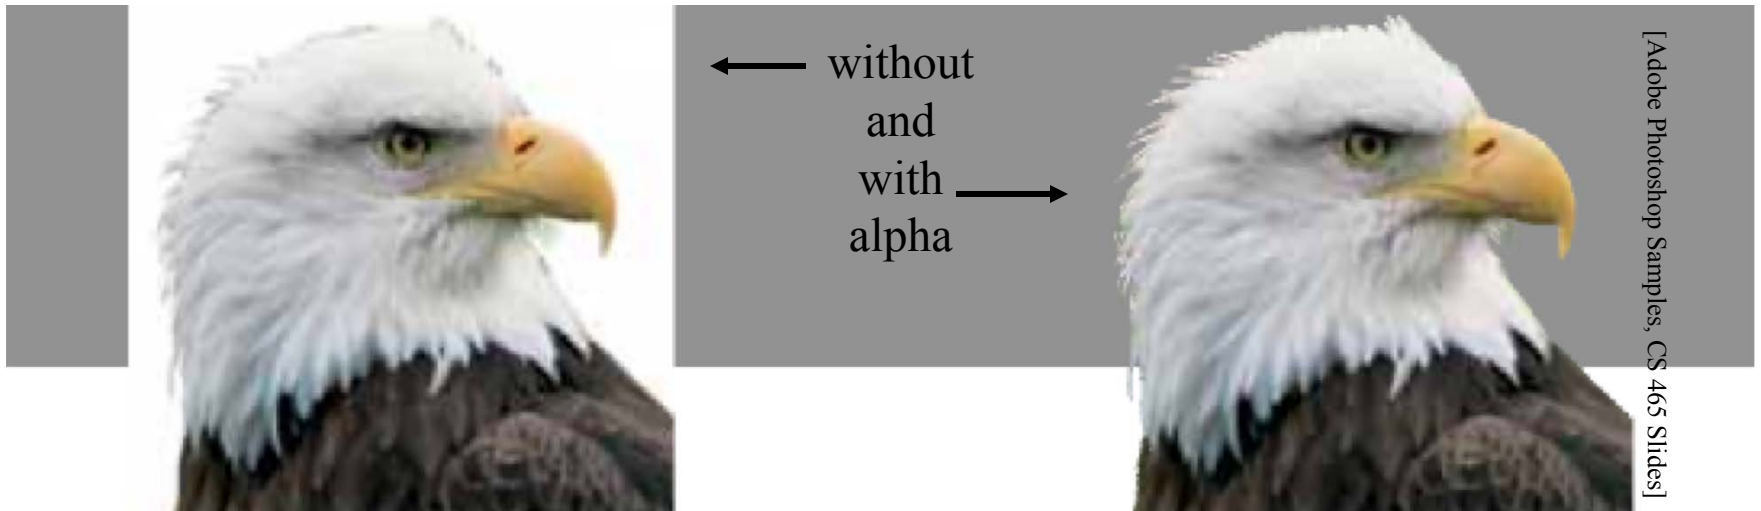 without
and
with
alpha
[Adobe Photoshop Samples, CS 465 Slides]